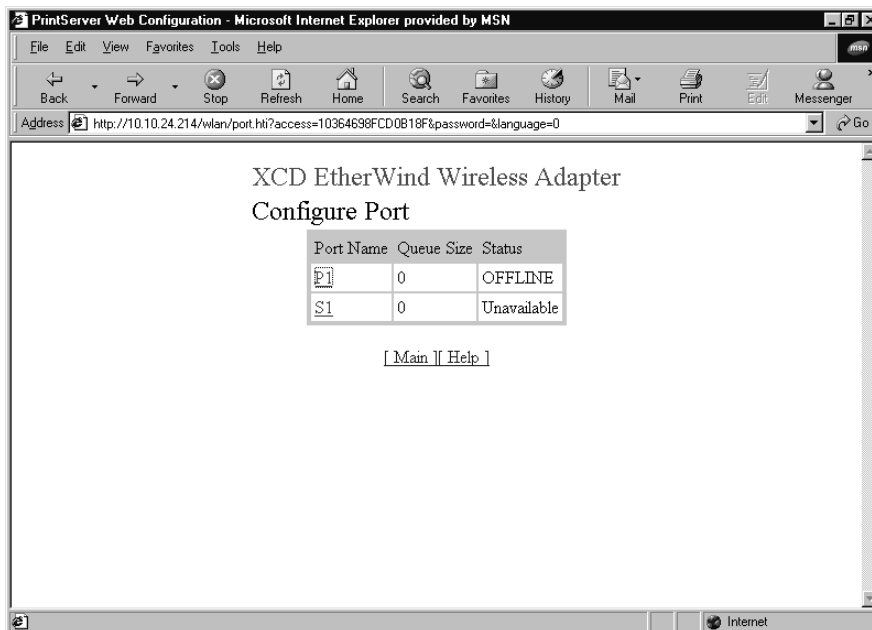 PrintServer Web Configuration - Microsoft Internet Explorer provided by MSN
File Edit View Favorites Tools Help
msn
Back Forward Stop Refresh Home Search Favorites History Mail Print Edit Messenger
Address http://10.10.24.214/wlan/port.hti?access=10364698FCD0B18F&password=&language=0 Go
XCD EtherWind Wireless Adapter
Configure Port
Port Name Queue Size Status
P1 0 OFFLINE
S1 0 Unavailable
[ Main ][ Help ]
Internet